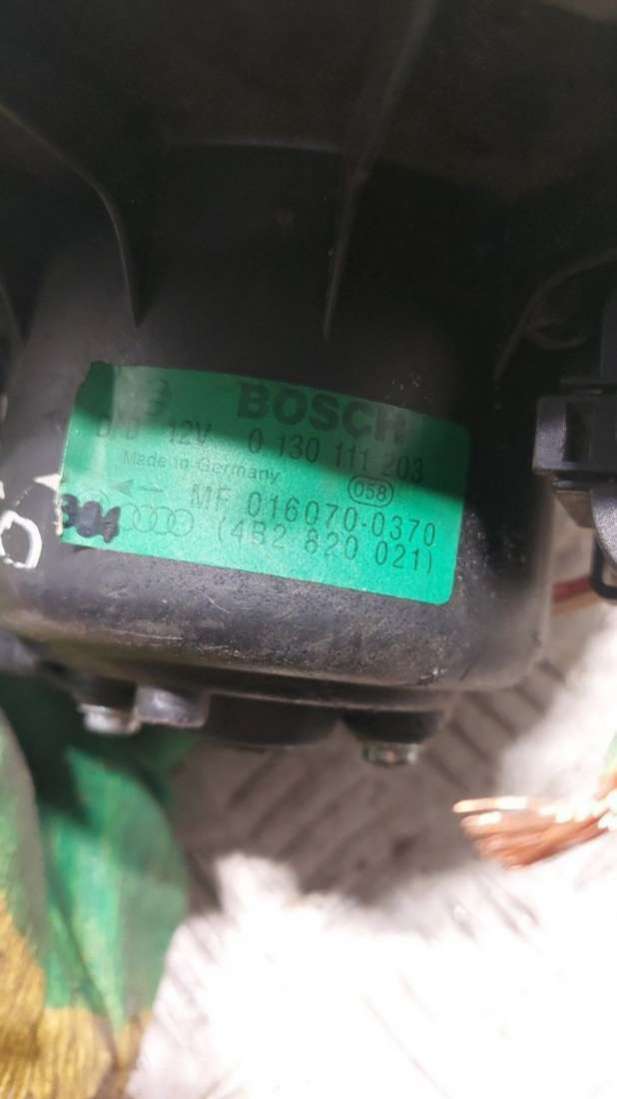 BOSCH
12V 0 130 111 203
Made in Germany
058
MF 016070-0370
(4B2 820 021)